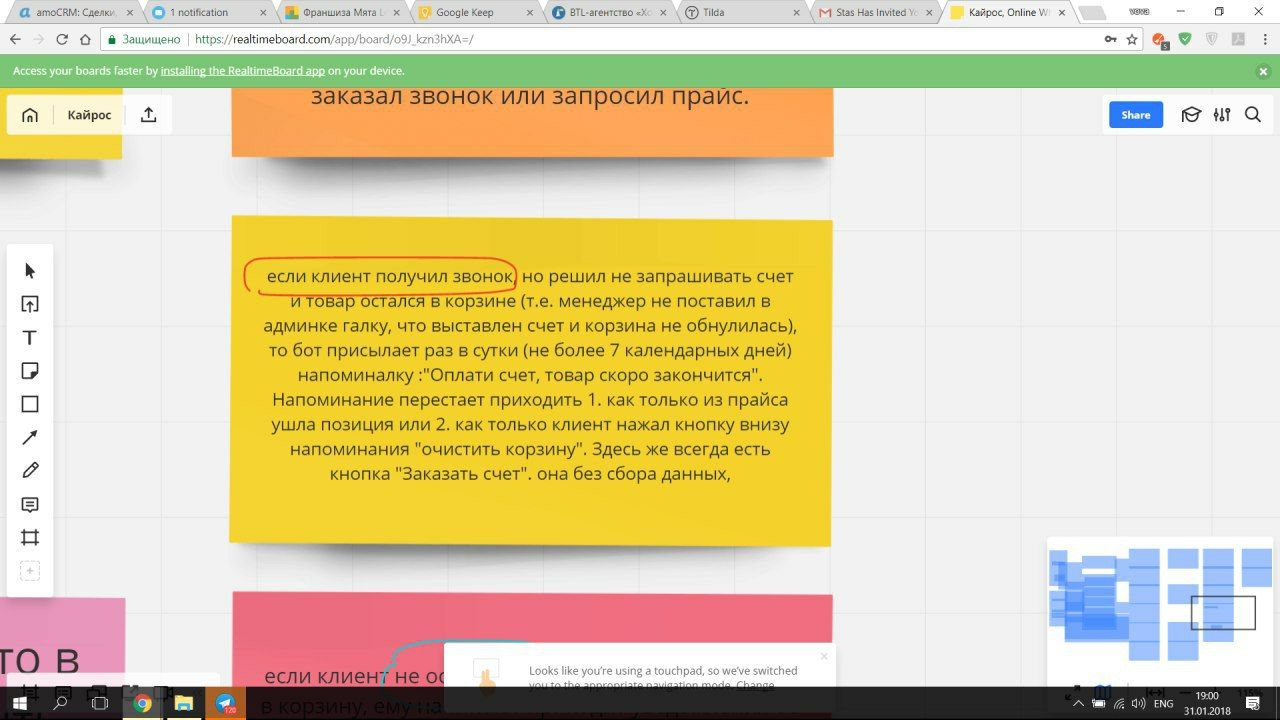 amoCRM: Сделки,
1 notification
Франшиза Мята L
Google Keep
BTL-агентство «Хо
Tilda
Stas Has Invited Yo
Кайрос, Online W
vova
Защищено
https://realtimeboard.com/app/board/o9J_kzn3hXA=/
Access your boards faster by installing the RealtimeBoard app on your device.
заказал звонок или запросил прайс.
Кайрос
Share
если клиент получил звонок, но решил не запрашивать счет
и товар остался в корзине (т.е. менеджер не поставил в
админке галку, что выставлен счет и корзина не обнулилась),
то бот присылает раз в сутки (не более 7 календарных дней)
напоминалку :"Оплати счет, товар скоро закончится".
Напоминание перестает приходить 1. как только из прайса
ушла позиция или 2. как только клиент нажал кнопку внизу
напоминания "очистить корзину". Здесь же всегда есть
кнопка "Заказать счет". она без сбора данных,
то в
если клиент не ос
в корзину, ему
Looks like you're using a touchpad, so we've switched
you to the appropriate navigation mode. Change
115%
120
ENG
19:00
31.01.2018